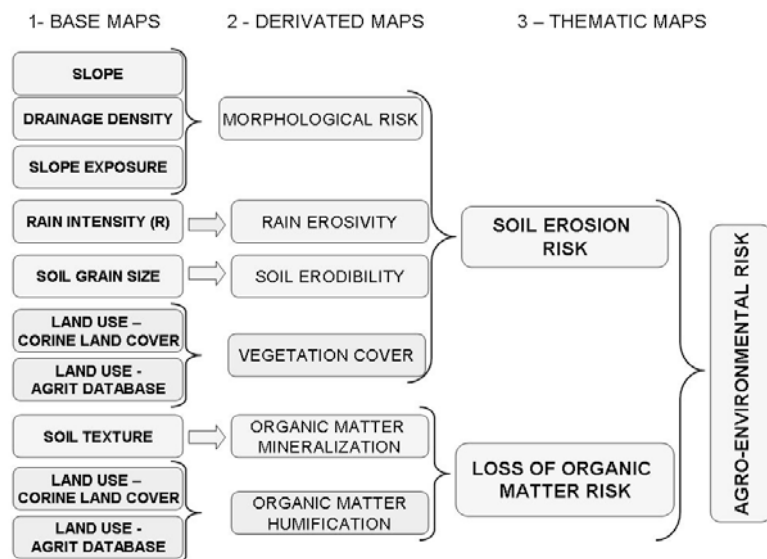 1- BASE MAPS
2 - DERIVATED MAPS
3 – THEMATIC MAPS
SLOPE
DRAINAGE DENSITY
SLOPE EXPOSURE
MORPHOLOGICAL RISK
RAIN INTENSITY (R)
RAIN EROSIVITY
SOIL GRAIN SIZE
SOIL ERODIBILITY
LAND USE –
CORINE LAND COVER
LAND USE -
AGRIT DATABASE
VEGETATION COVER
SOIL EROSION
RISK
SOIL TEXTURE
ORGANIC MATTER
MINERALIZATION
LAND USE –
CORINE LAND COVER
LAND USE -
AGRIT DATABASE
ORGANIC MATTER
HUMIFICATION
LOSS OF ORGANIC
MATTER RISK
AGRO-ENVIRONMENTAL RISK